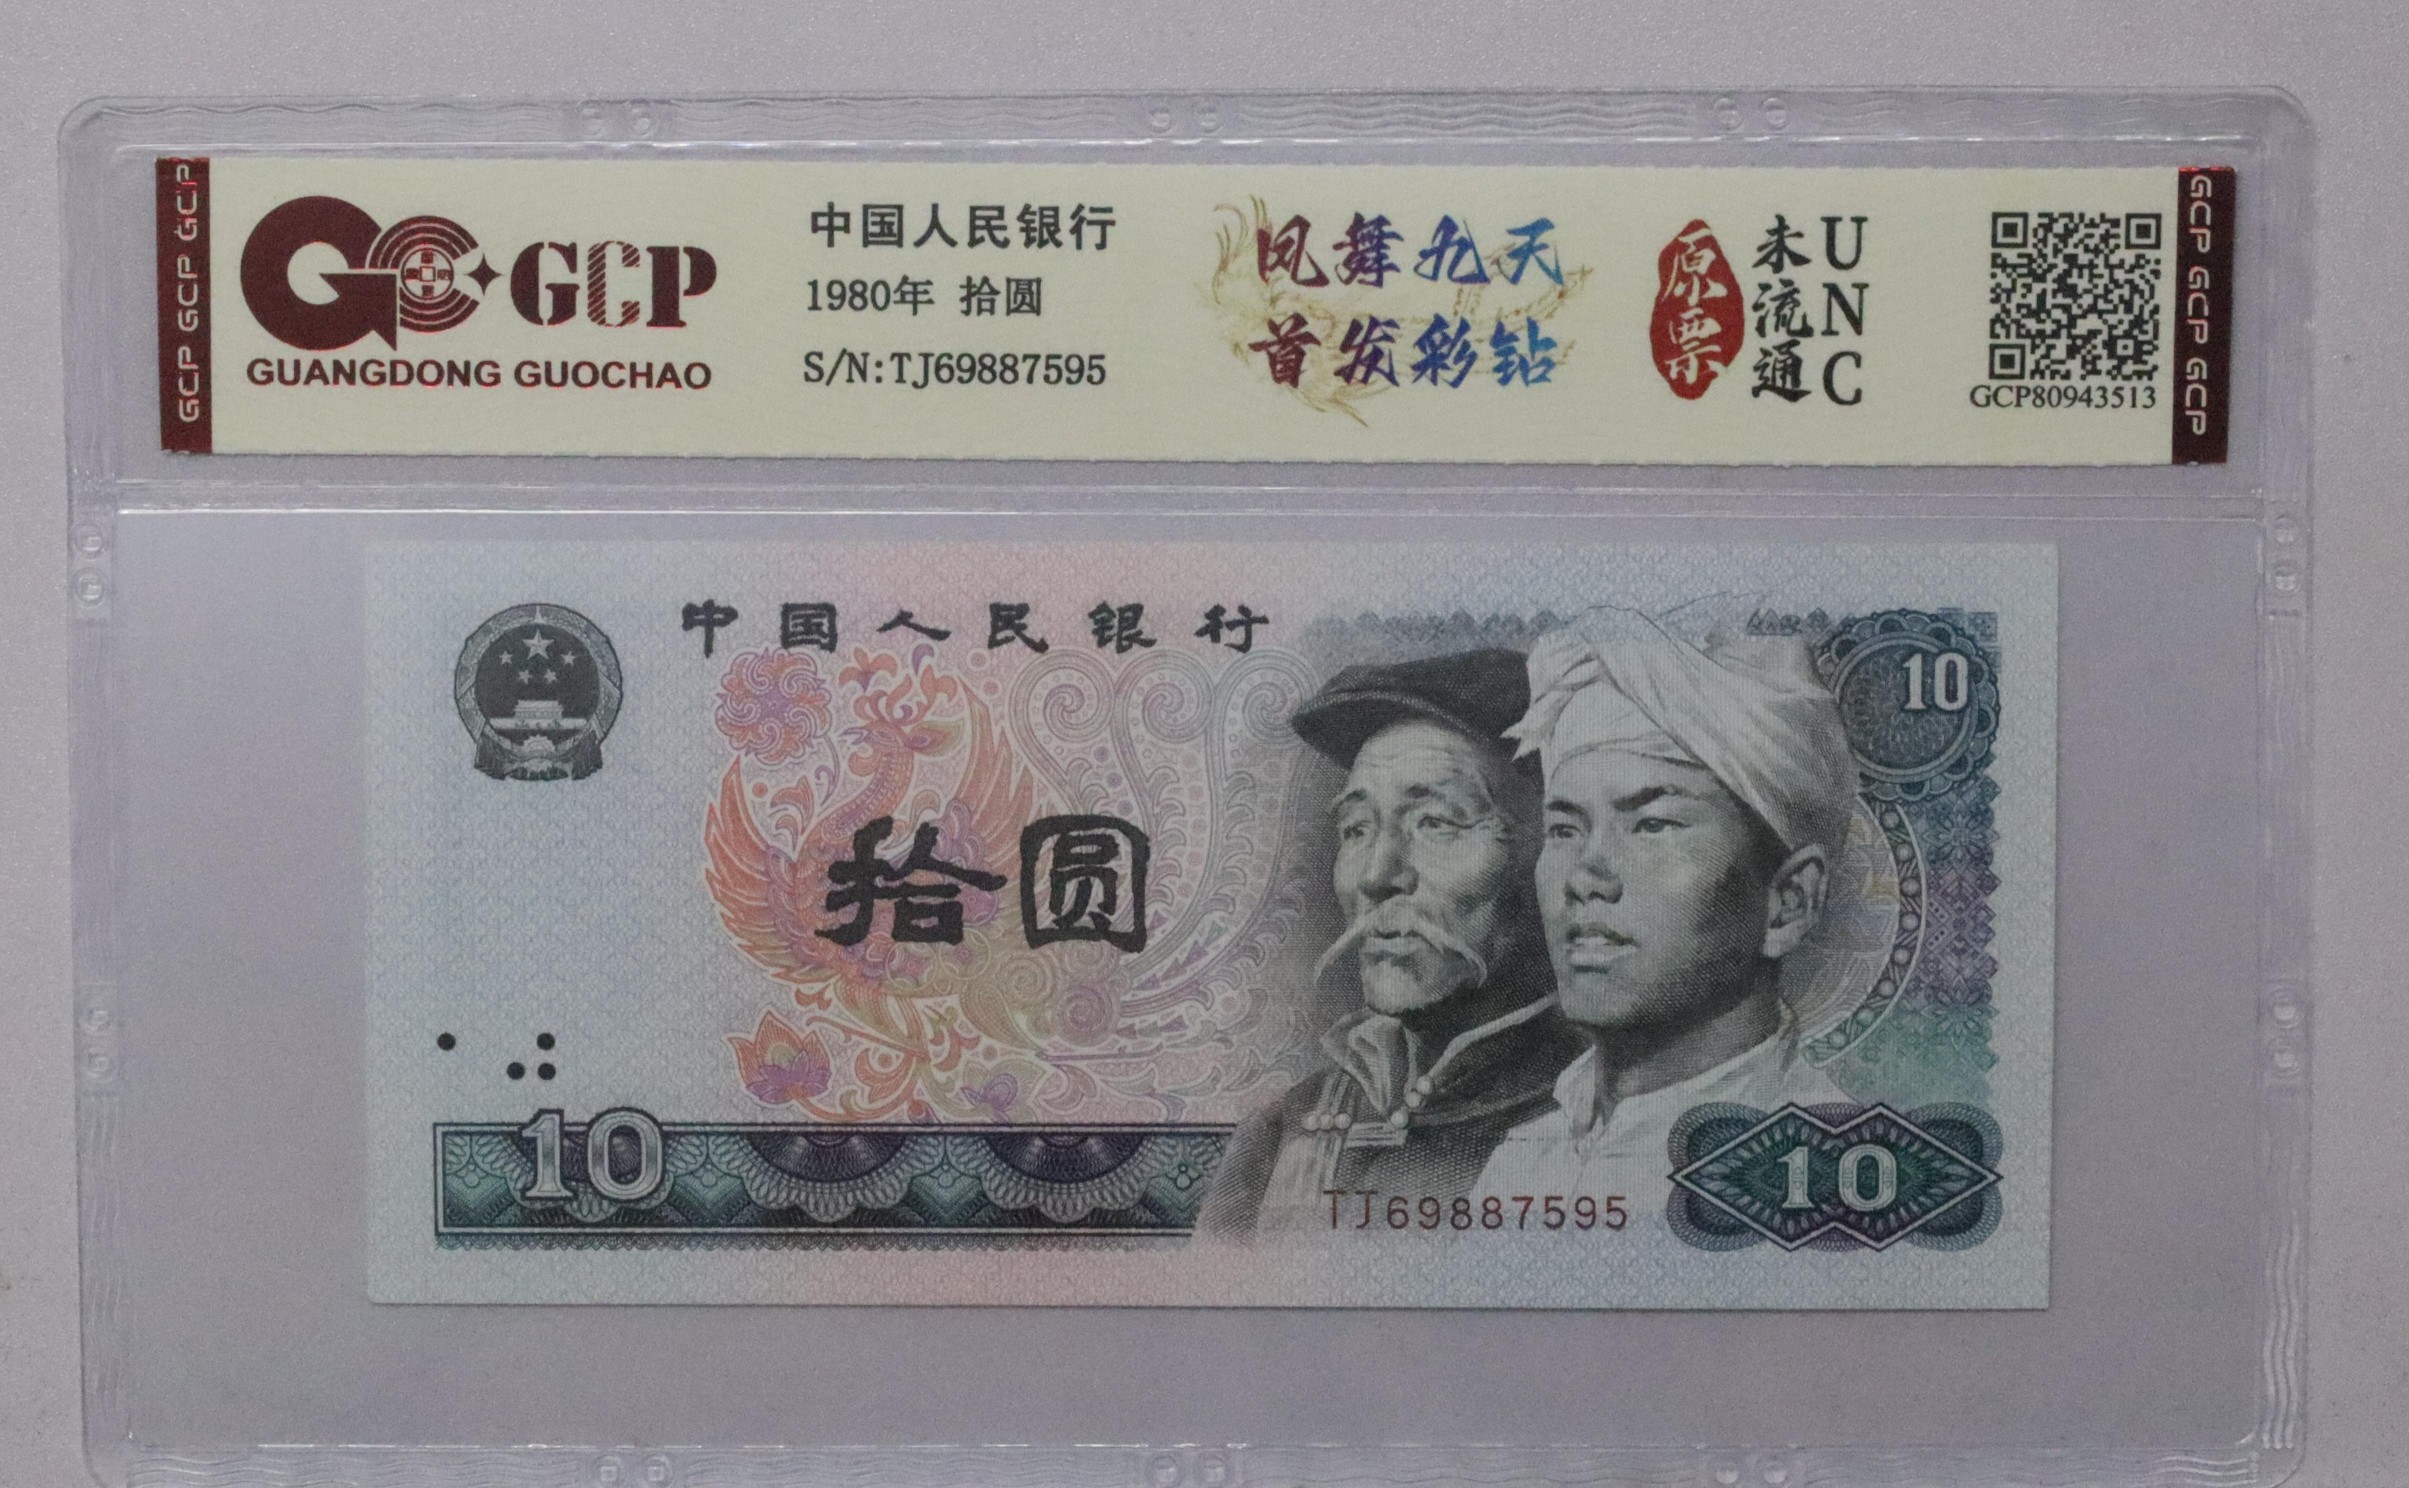 GCP GCP GCP
GCP
GUANGDONG GUOCHAO
中国人民银行
1980年 拾圆
S/N:TJ69887595
凤舞九天
首发彩钻
原票
未流通
UNC
GCP80943513
GCP GCP GCP
中国人民银行
10
拾圆
10
TJ69887595
10